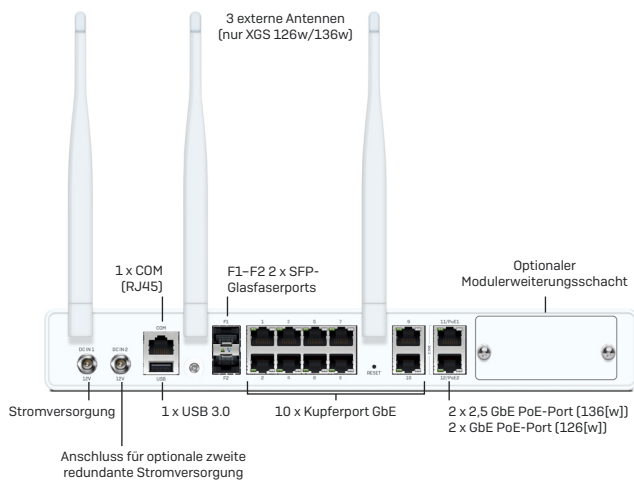 3 externe Antennen
(nur XGS 126w/136w)
1 x COM
(RJ45)
F1–F2 2 x SFP-
Glasfaserports
Optionaler
Modulerweiterungsschacht
COM
F1
1 3 5 7
9
11/PoE1
DC IN 1
DC IN 2
RESET
12V
12V
USB
F2
2 4 6 8
10
12/PoE2
Stromversorgung
1 x USB 3.0
10 x Kupferport GbE
2 x 2,5 GbE PoE-Port (136[w])
2 x GbE PoE-Port (126[w])
Anschluss für optionale zweite
redundante Stromversorgung